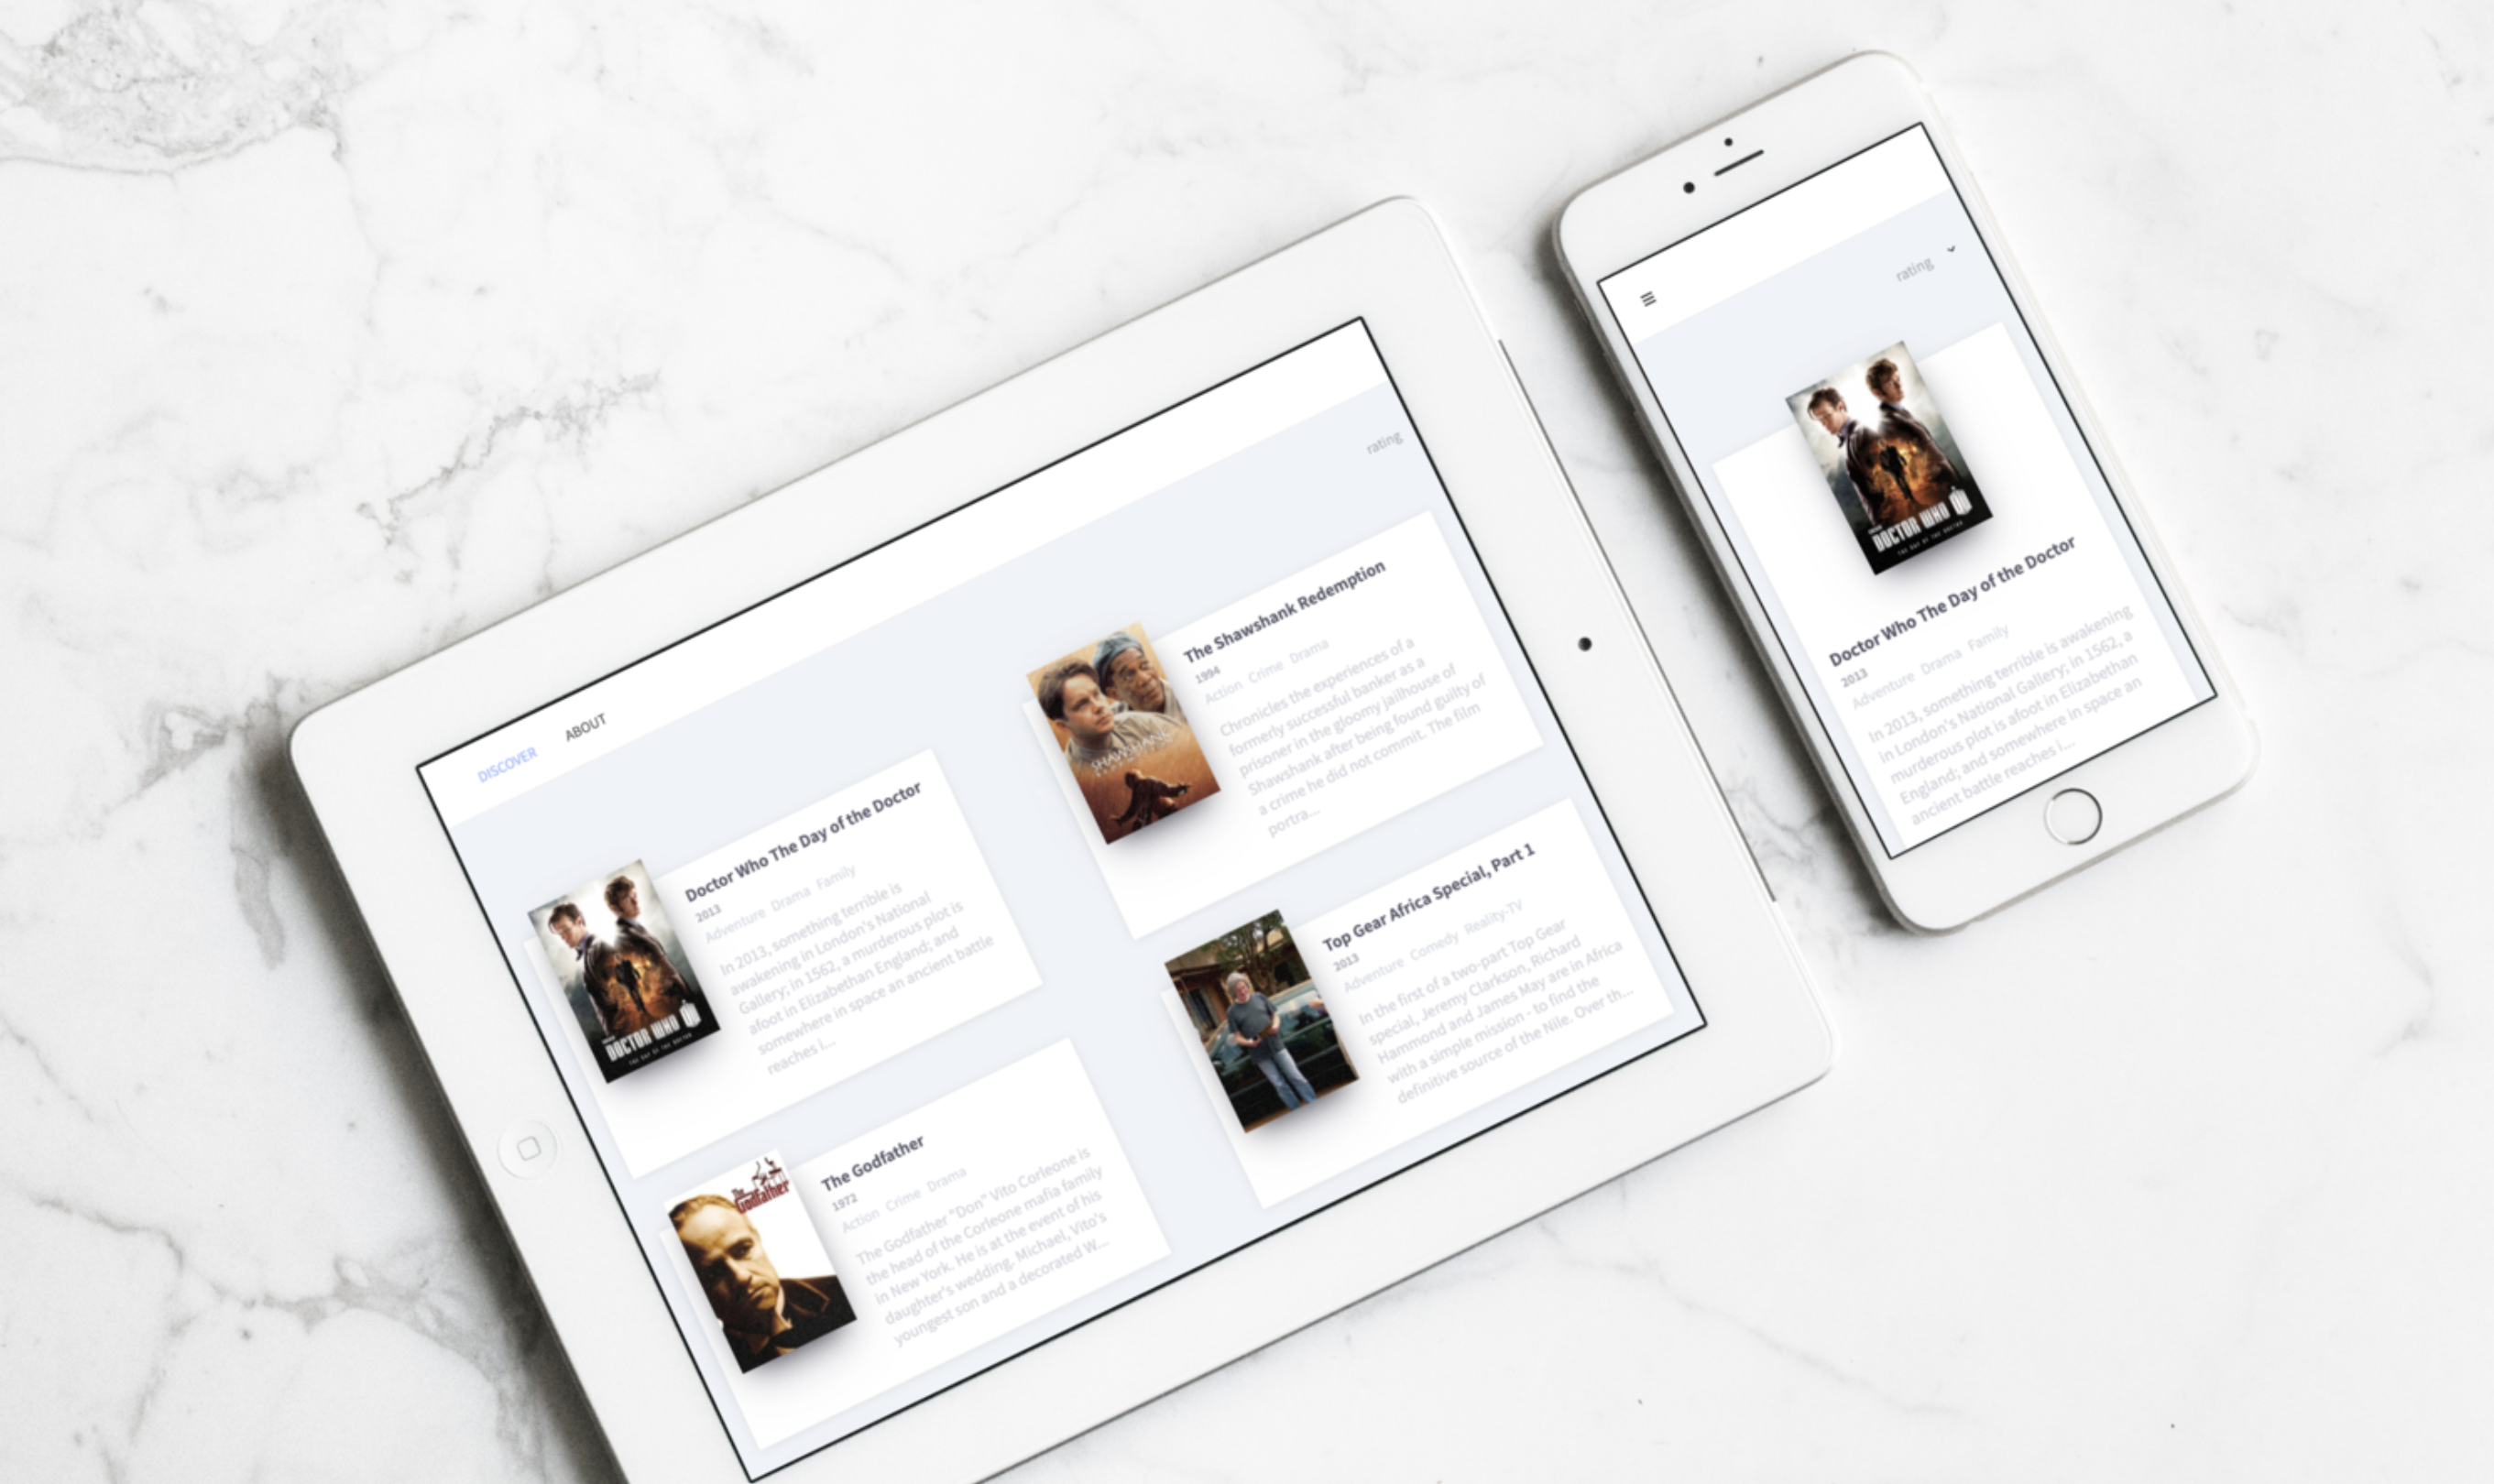 DISCOVER
ABOUT
rating
Doctor Who The Day of the Doctor
2013
Adventure Drama Family
In 2013, something terrible is
awakening in London's National
Gallery; in 1562, a murderous plot is
afoot in Elizabethan England; and
somewhere in space an ancient battle
reaches i...
DOCTOR WHO
THE DAY OF THE DOCTOR
The Shawshank Redemption
1994
Action Crime Drama
Chronicles the experiences of a
formerly successful banker as a
prisoner in the gloomy jailhouse of
Shawshank after being found guilty of
a crime he did not commit. The film
portra...
SHAWSHANK
The Godfather
1972
Action Crime Drama
The Godfather "Don" Vito Corleone is
the head of the Corleone mafia family
in New York. He is at the event of his
daughter's wedding. Michael, Vito's
youngest son and a decorated W...
The
Godfather
Top Gear Africa Special, Part 1
2013
Adventure Comedy Reality-TV
In the first of a two-part Top Gear
special, Jeremy Clarkson, Richard
Hammond and James May are in Africa
with a simple mission - to find the
definitive source of the Nile. Over th...
rating
DOCTOR WHO
THE DAY OF THE DOCTOR
Doctor Who The Day of the Doctor
2013
Adventure Drama Family
In 2013, something terrible is awakening
in London's National Gallery; in 1562, a
murderous plot is afoot in Elizabethan
England; and somewhere in space an
ancient battle reaches i...